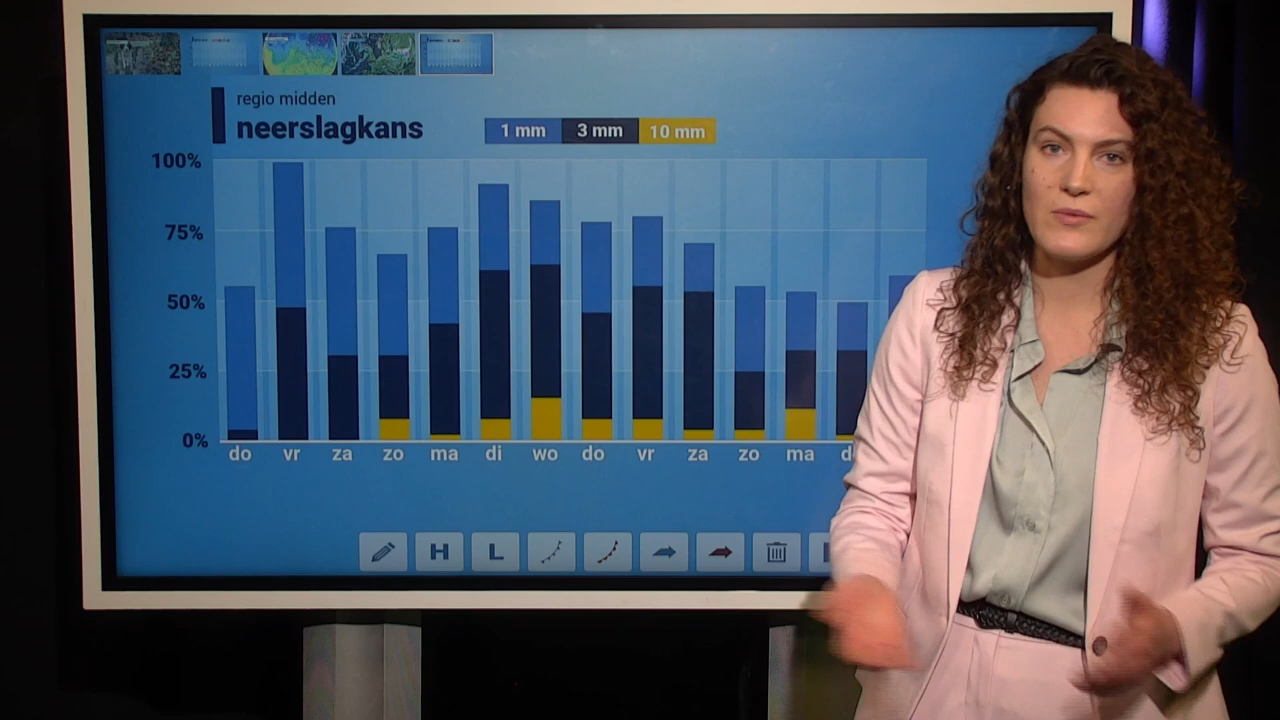 regio midden
neerslagkans
1 mm 3 mm 10 mm
100%
75%
50%
25%
0%
do vr za zo ma di wo do vr za zo ma
H L